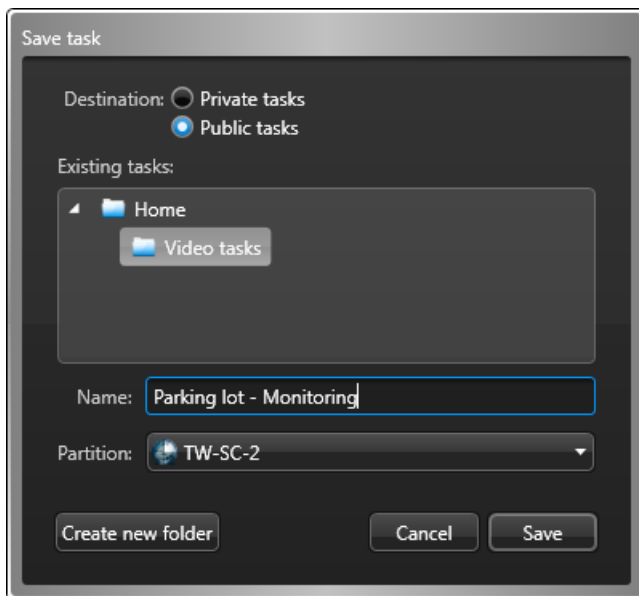 Save task
Destination: Private tasks
Public tasks
Existing tasks:
Home
Video tasks
Name: Parking lot - Monitoring
Partition: TW-SC-2
Create new folder Cancel Save